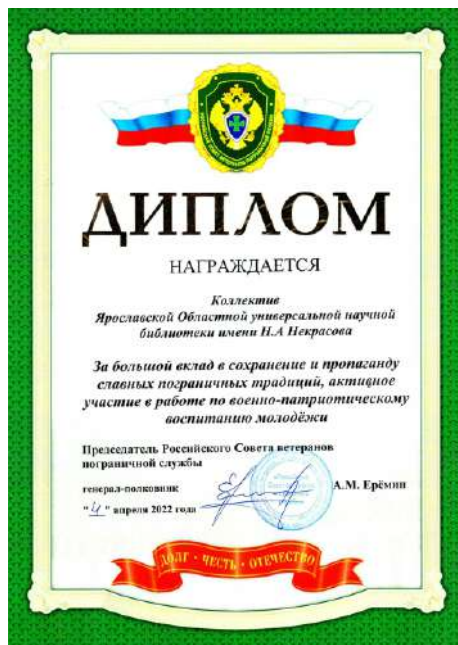 ДИПЛОМ
НАГРАЖДАЕТСЯ
Коллектив
Ярославской Областной универсальной научной
библиотеки имени Н.А Некрасова
За большой вклад в сохранение и пропаганду
славных пограничных традиций, активное
участие в работе по военно-патриотическому
воспитанию молодёжи
Председатель Российского Совета ветеранов
пограничной службы
генерал-полковник А.М. Ерёмин
"4" апреля 2022 года
ДОЛГ • ЧЕСТЬ • ОТЕЧЕСТВО